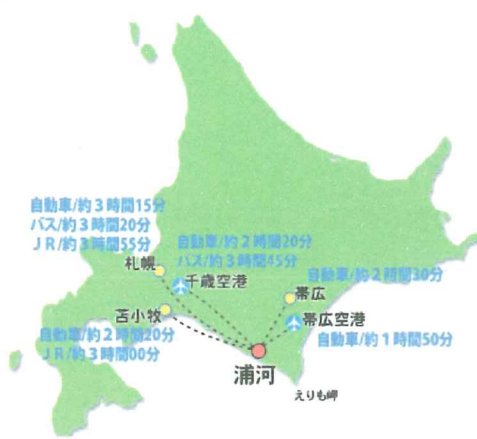 自動車/約3時間15分
バス/約3時間20分
JR/約3時間55分
札幌
自動車/約2時間20分
バス/約3時間45分
千歳空港
自動車/約2時間30分
帯広
苫小牧
自動車/約2時間20分
JR/約3時間00分
帯広空港
自動車/約1時間50分
浦河
えりも岬